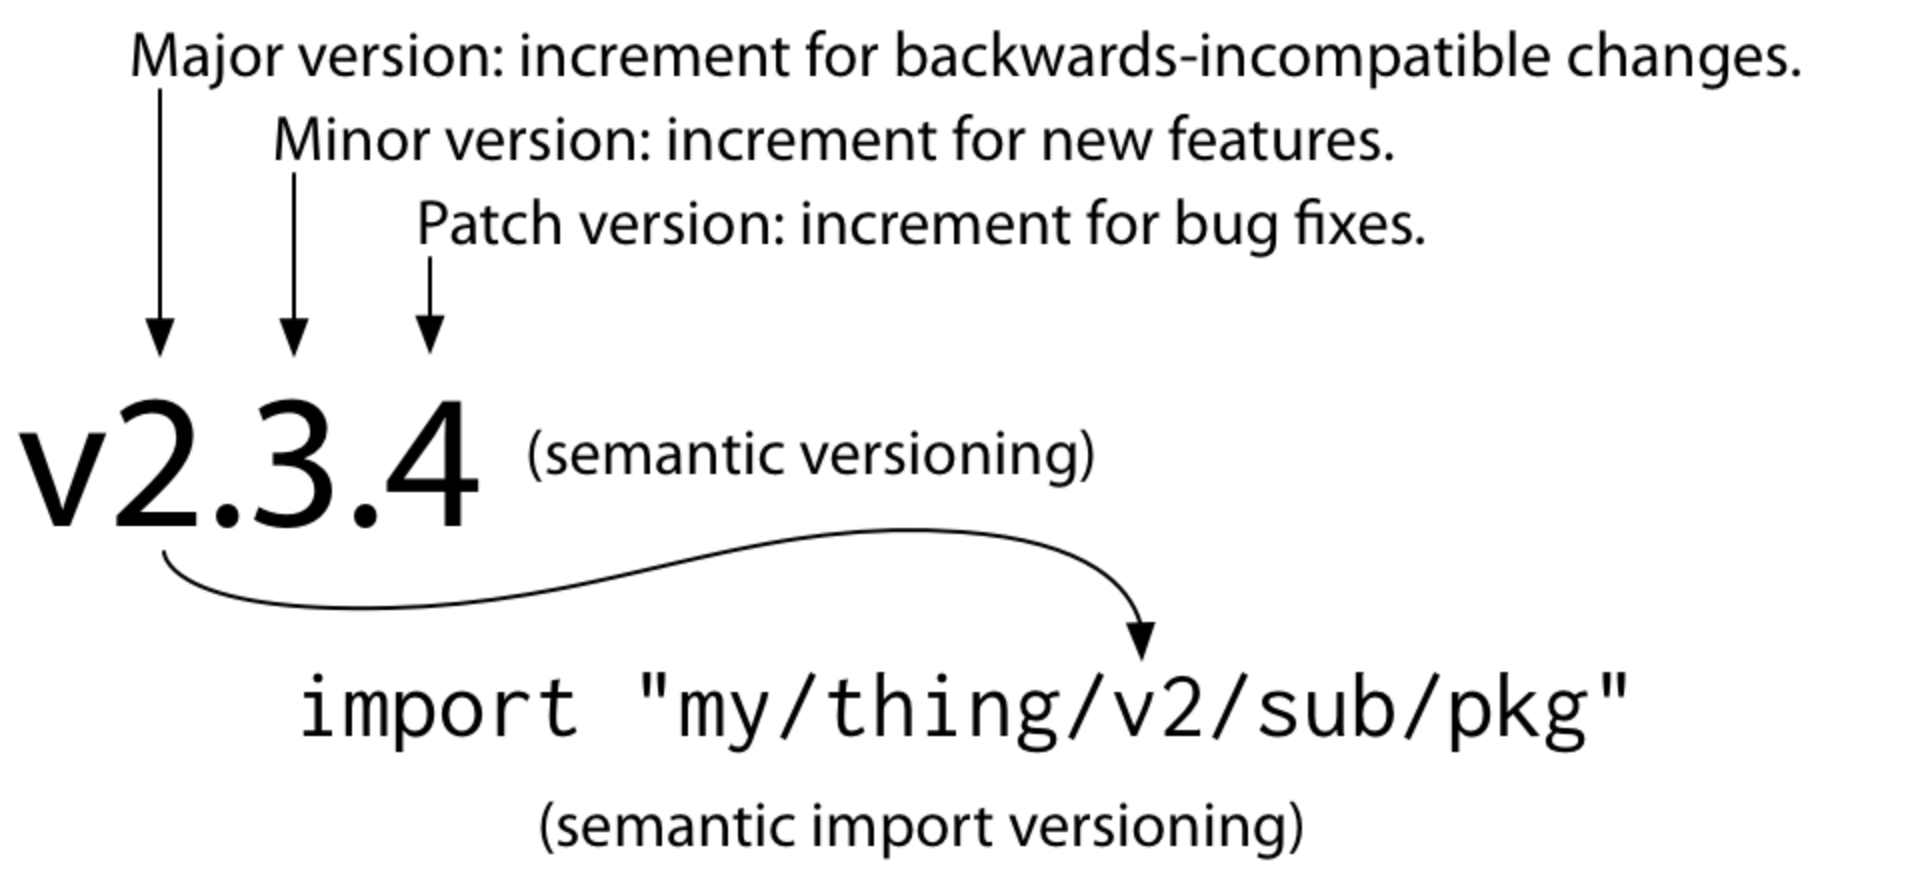 Major version: increment for backwards-incompatible changes.
Minor version: increment for new features.
Patch version: increment for bug fixes.
v2.3.4 (semantic versioning)
import "my/thing/v2/sub/pkg"
(semantic import versioning)